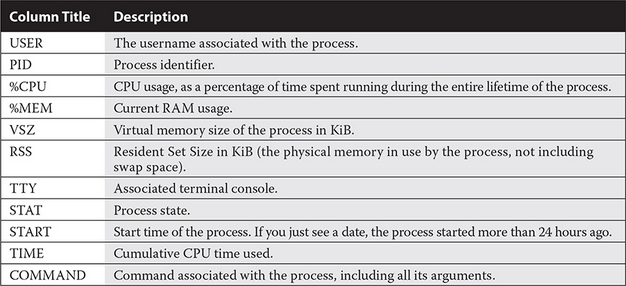 Column Title Description
USER The username associated with the process.
PID Process identifier.
%CPU CPU usage, as a percentage of time spent running during the entire lifetime of the process.
%MEM Current RAM usage.
VSZ Virtual memory size of the process in KiB.
RSS Resident Set Size in KiB (the physical memory in use by the process, not including
swap space).
TTY Associated terminal console.
STAT Process state.
START Start time of the process. If you just see a date, the process started more than 24 hours ago.
TIME Cumulative CPU time used.
COMMAND Command associated with the process, including all its arguments.